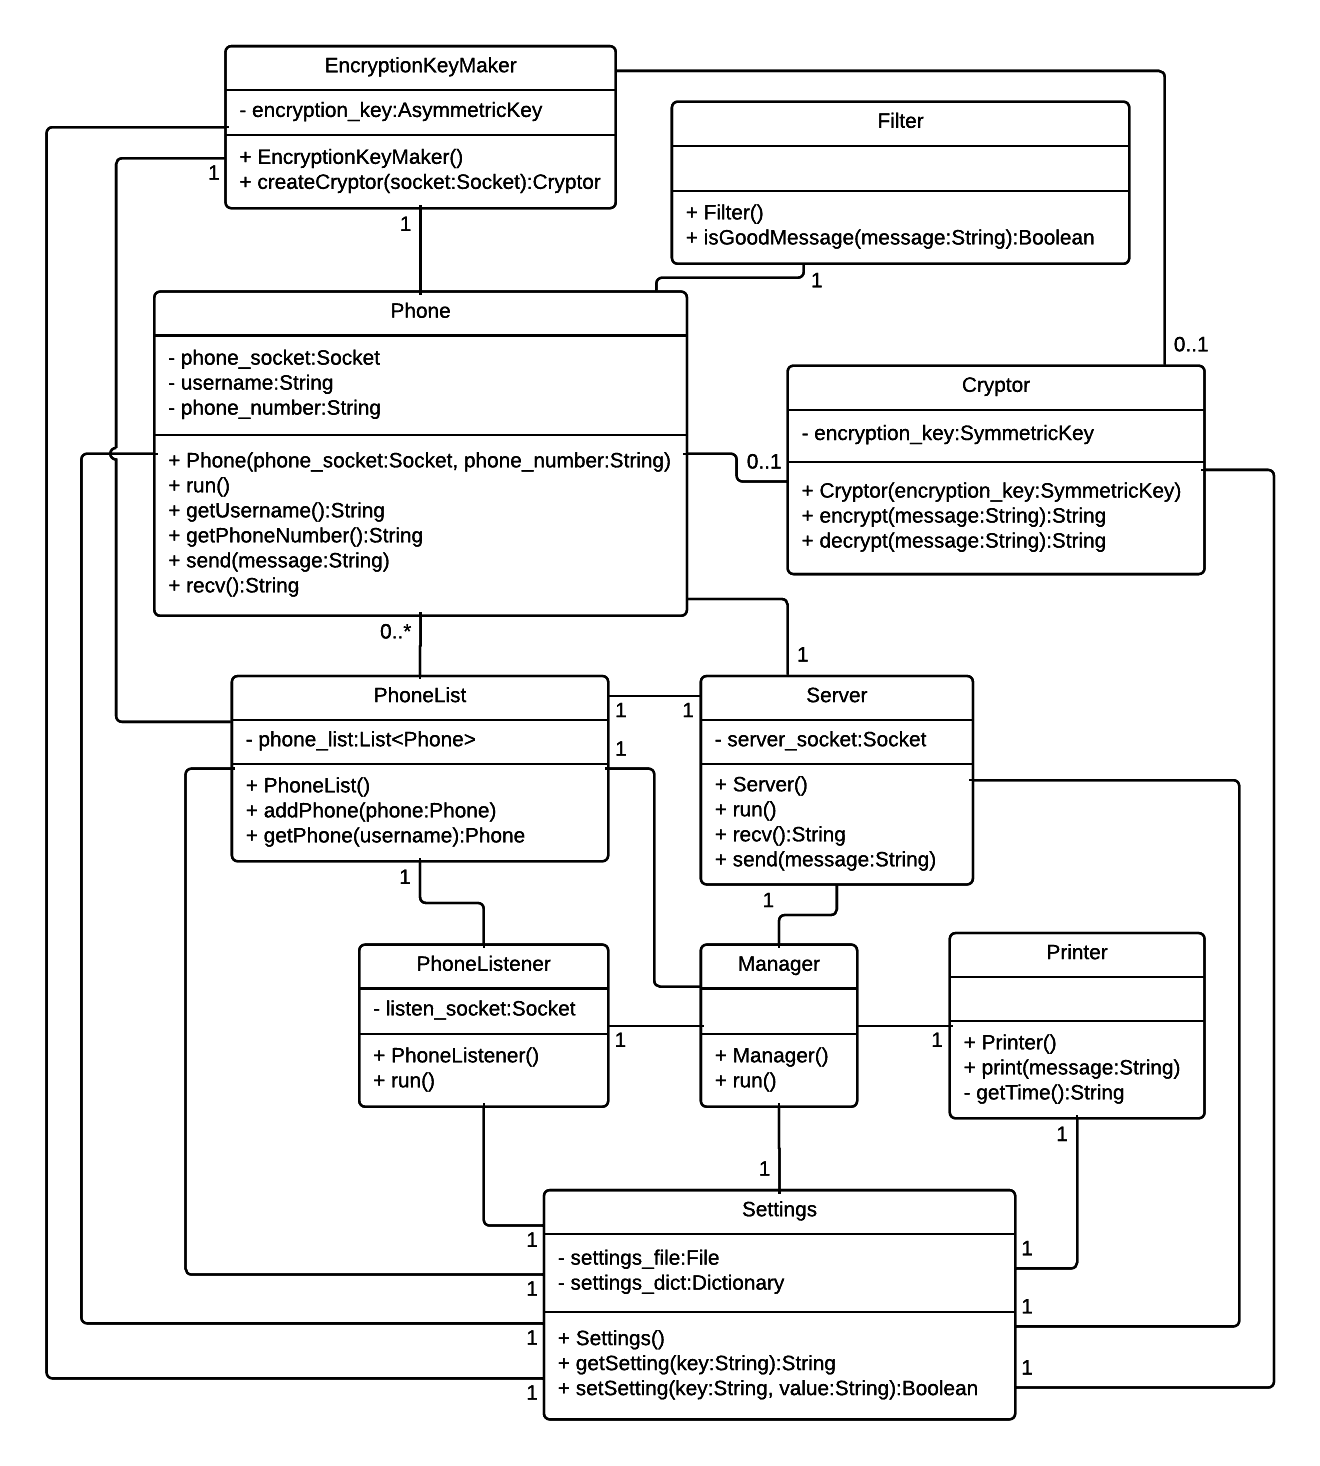 EncryptionKeyMaker
- encryption_key:AsymmetricKey
+ EncryptionKeyMaker()
+ createCryptor(socket:Socket):Cryptor
1
1
Filter
+ Filter()
+ isGoodMessage(message:String):Boolean
1
Phone
- phone_socket:Socket
- username:String
- phone_number:String
+ Phone(phone_socket:Socket, phone_number:String)
+ run()
+ getUsername():String
+ getPhoneNumber():String
+ send(message:String)
+ recv():String
0..*
0..1
0..1
Cryptor
- encryption_key:SymmetricKey
+ Cryptor(encryption_key:SymmetricKey)
+ encrypt(message:String):String
+ decrypt(message:String):String
1
PhoneList
- phone_list:List<Phone>
+ PhoneList()
+ addPhone(phone:Phone)
+ getPhone(username):Phone
1
1
1
1
Server
- server_socket:Socket
+ Server()
+ run()
+ recv():String
+ send(message:String)
1
PhoneListener
- listen_socket:Socket
+ PhoneListener()
+ run()
1
Manager
+ Manager()
+ run()
1
1
Printer
+ Printer()
+ print(message:String)
- getTime():String
1
Settings
- settings_file:File
- settings_dict:Dictionary
+ Settings()
+ getSetting(key:String):String
+ setSetting(key:String, value:String):Boolean
1
1
1
1
1
1
1